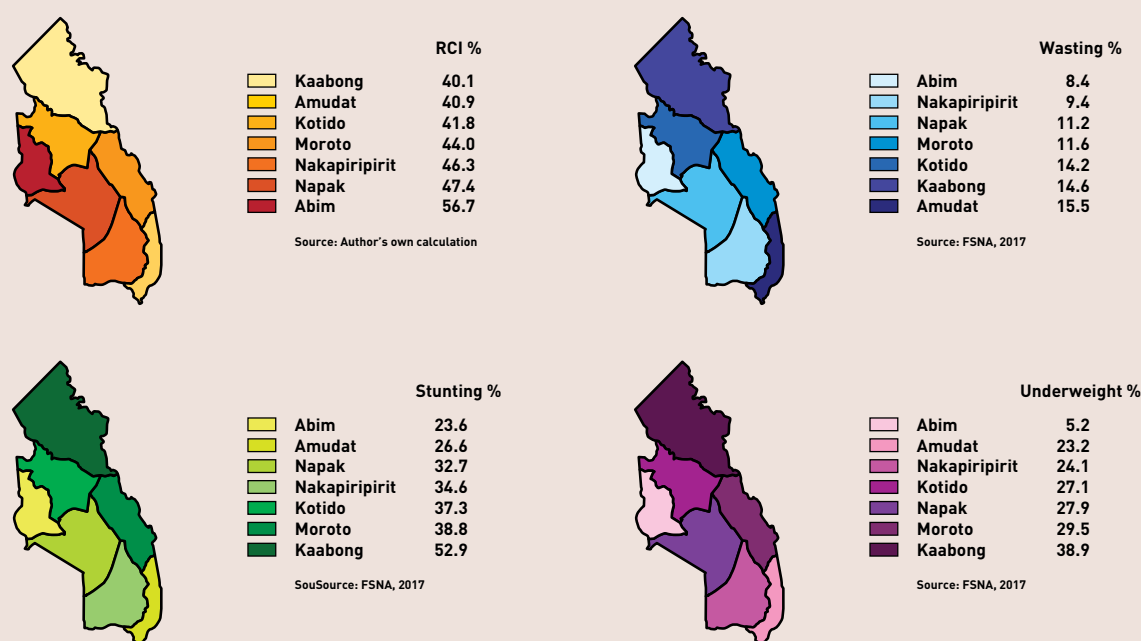 RCI %
Kaabong 40.1
Amudat 40.9
Kotido 41.8
Moroto 44.0
Nakapiripirit 46.3
Napak 47.4
Abim 56.7
Source: Author's own calculation
Wasting %
Abim 8.4
Nakapiripirit 9.4
Napak 11.2
Moroto 11.6
Kotido 14.2
Kaabong 14.6
Amudat 15.5
Source: FSNA, 2017
Stunting %
Abim 23.6
Amudat 26.6
Napak 32.7
Nakapiripirit 34.6
Kotido 37.3
Moroto 38.8
Kaabong 52.9
SouSource: FSNA, 2017
Underweight %
Abim 5.2
Amudat 23.2
Nakapiripirit 24.1
Kotido 27.1
Napak 27.9
Moroto 29.5
Kaabong 38.9
Source: FSNA, 2017